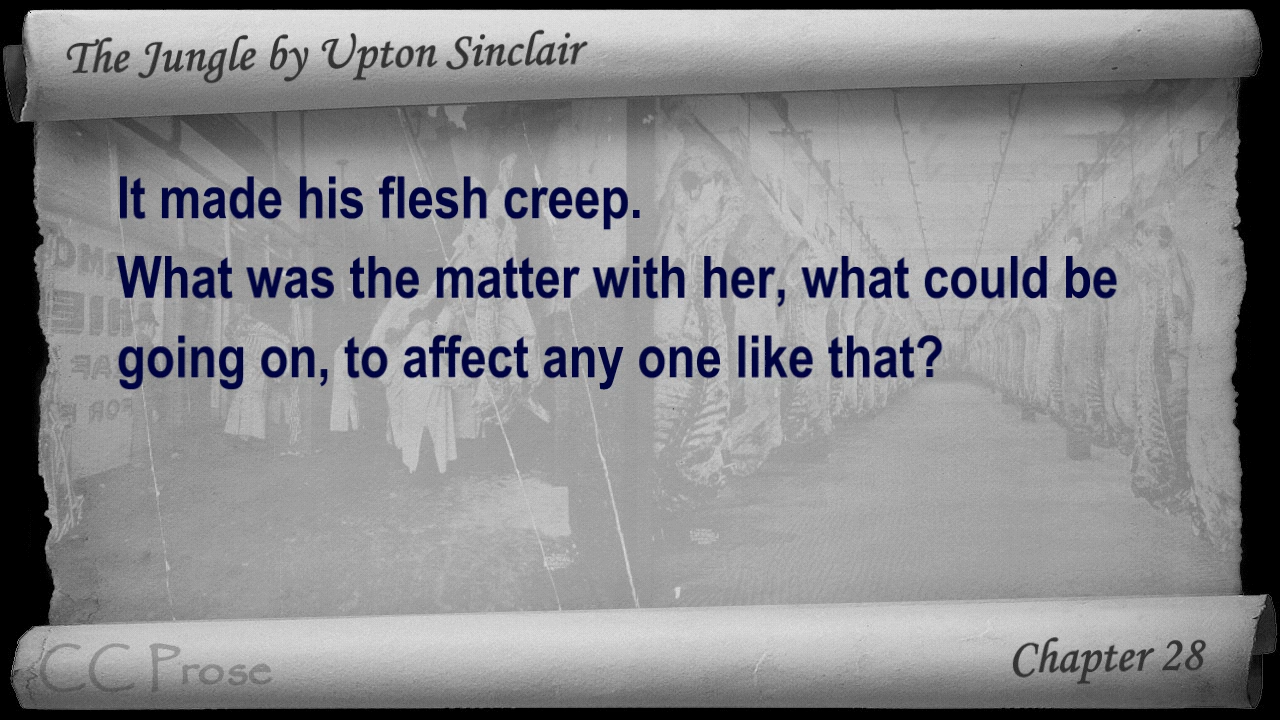 The Jungle by Upton Sinclair
It made his flesh creep.
What was the matter with her, what could be
going on, to affect any one like that?
CC Prose
Chapter 28